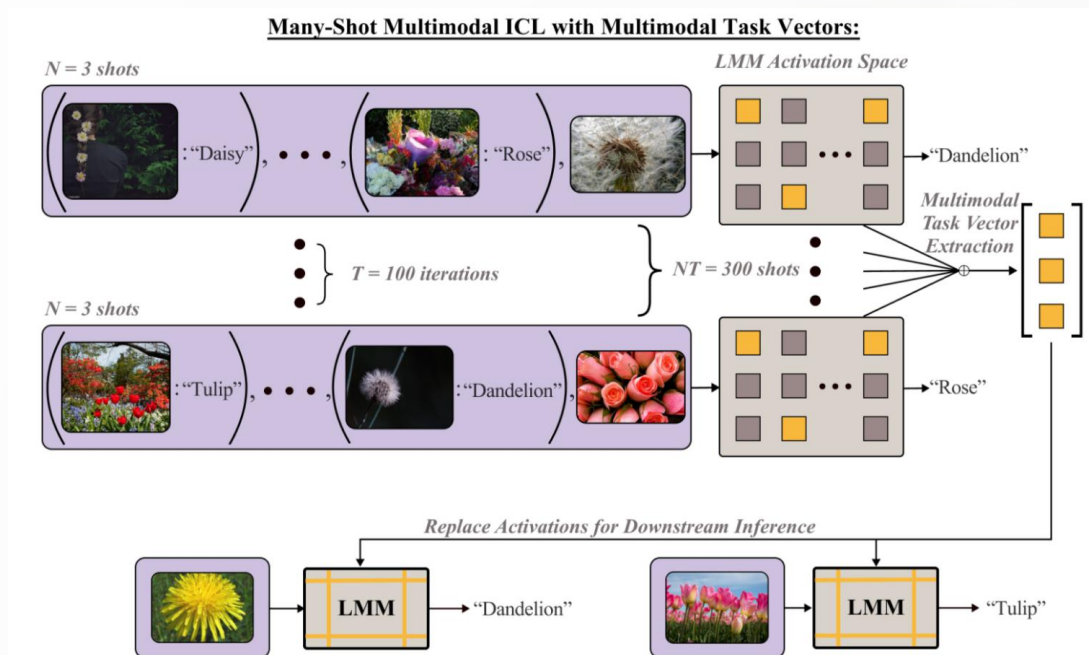 Many-Shot Multimodal ICL with Multimodal Task Vectors:
N = 3 shots
LMM Activation Space
:“Daisy”
,
• • •
,
:“Rose”
,
“Dandelion”
Multimodal
Task Vector
Extraction
T = 100 iterations
NT = 300 shots
N = 3 shots
:“Tulip”
,
• • •
,
:“Dandelion”
,
“Rose”
Replace Activations for Downstream Inference
LMM
“Dandelion”
LMM
“Tulip”